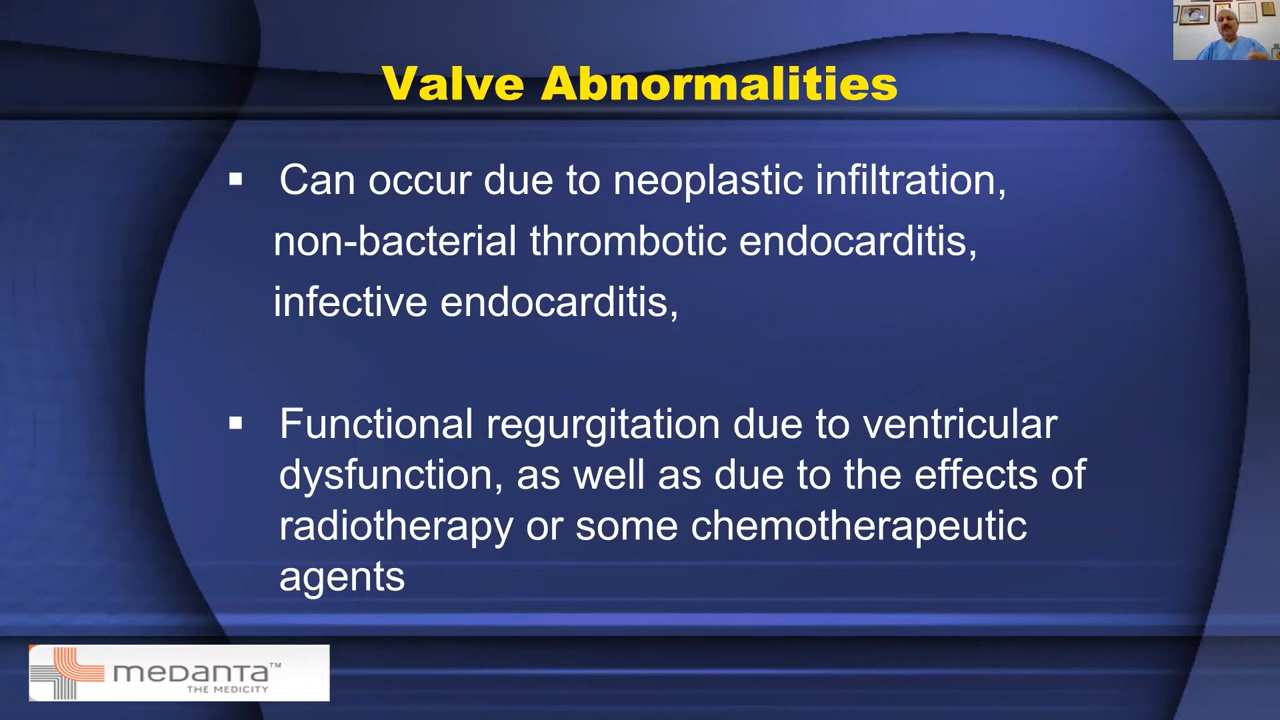 Valve Abnormalities
▪ Can occur due to neoplastic infiltration,
non-bacterial thrombotic endocarditis,
infective endocarditis,
▪ Functional regurgitation due to ventricular
dysfunction, as well as due to the effects of
radiotherapy or some chemotherapeutic
agents
meDanTa™
THE MEDICITY